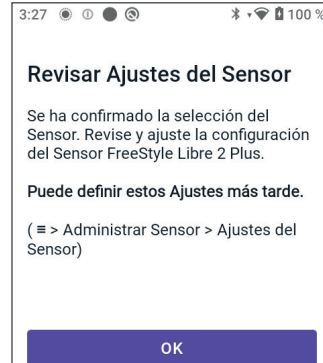 3:27 100 %
Revisar Ajustes del Sensor
Se ha confirmado la selección del
Sensor. Revise y ajuste la configuración
del Sensor FreeStyle Libre 2 Plus.
Puede definir estos Ajustes más tarde.
( ≡ > Administrar Sensor > Ajustes del
Sensor)
OK